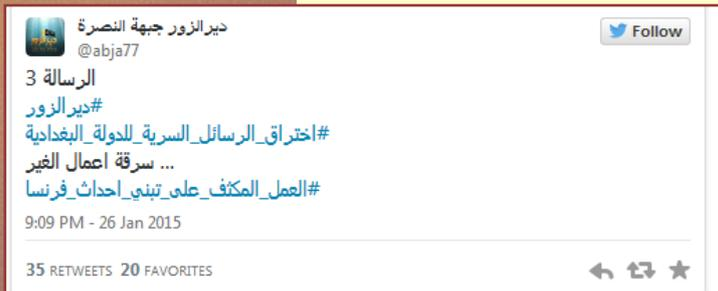 ديرالزور جبهة النصرة
@abja77
Follow
الرسالة 3
#ديرالزور
#اختراق_الرسائل_السرية_للدولة_البغدادية
سرقة اعمال الغير ...
#العمل_المكثف_على_تبني_احداث_فرنسا
9:09 PM - 26 Jan 2015
35 RETWEETS 20 FAVORITES